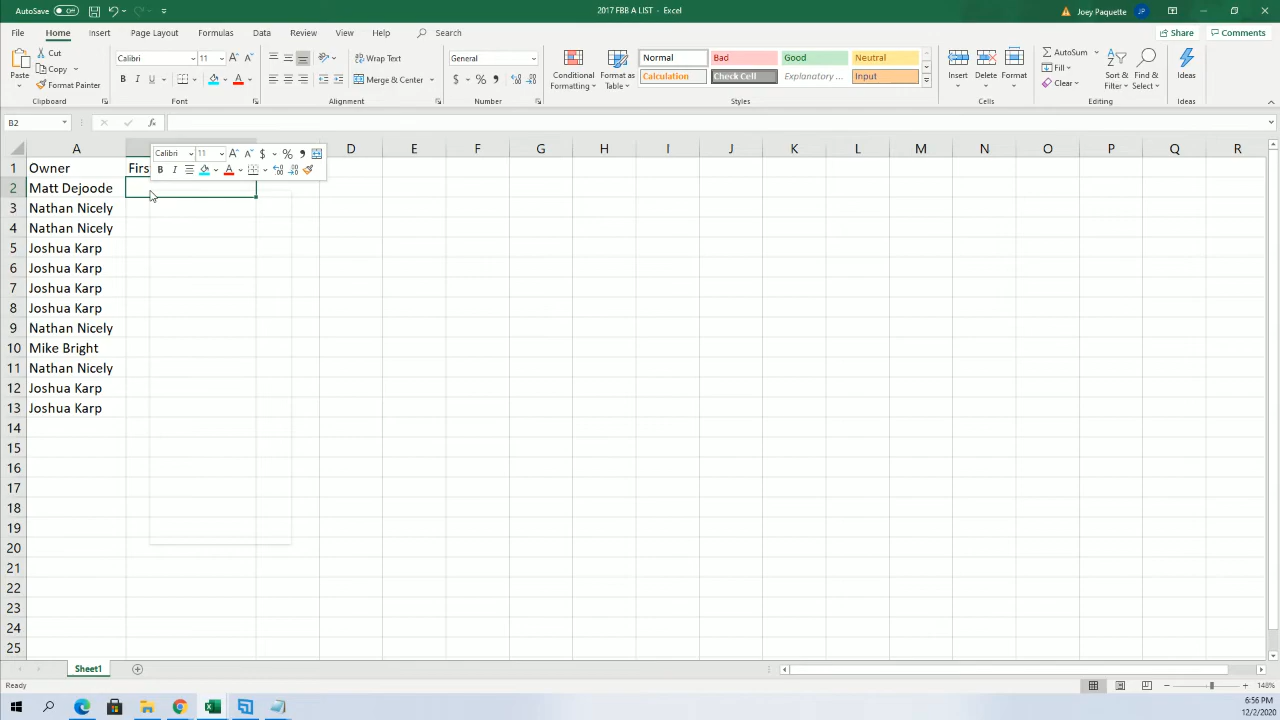 AutoSave Off 2017 FBB A LIST - Excel Joey Paquette JP
File Home Insert Page Layout Formulas Data Review View Help Search Share Comments
Paste Cut Copy Format Painter Clipboard
Calibri 11 B I U A Font
Wrap Text Merge & Center Alignment
General $ % , Number
Conditional Formatting Format as Table
Normal Bad Good Neutral
Calculation Check Cell Explanatory ... Input Styles
Insert Delete Format Cells
AutoSum Fill Clear Sort & Filter Find & Select Editing
Ideas Ideas
B2 fx
Calibri 11 A A $ % ,
B I A
A D E F G H I J K L M N O P Q R
1 Owner Firs
2 Matt Dejoode
3 Nathan Nicely
4 Nathan Nicely
5 Joshua Karp
6 Joshua Karp
7 Joshua Karp
8 Joshua Karp
9 Nathan Nicely
10 Mike Bright
11 Nathan Nicely
12 Joshua Karp
13 Joshua Karp
14
15
16
17
18
19
20
21
22
23
24
25
Sheet1
Ready 148%
6:56 PM
12/2/2020